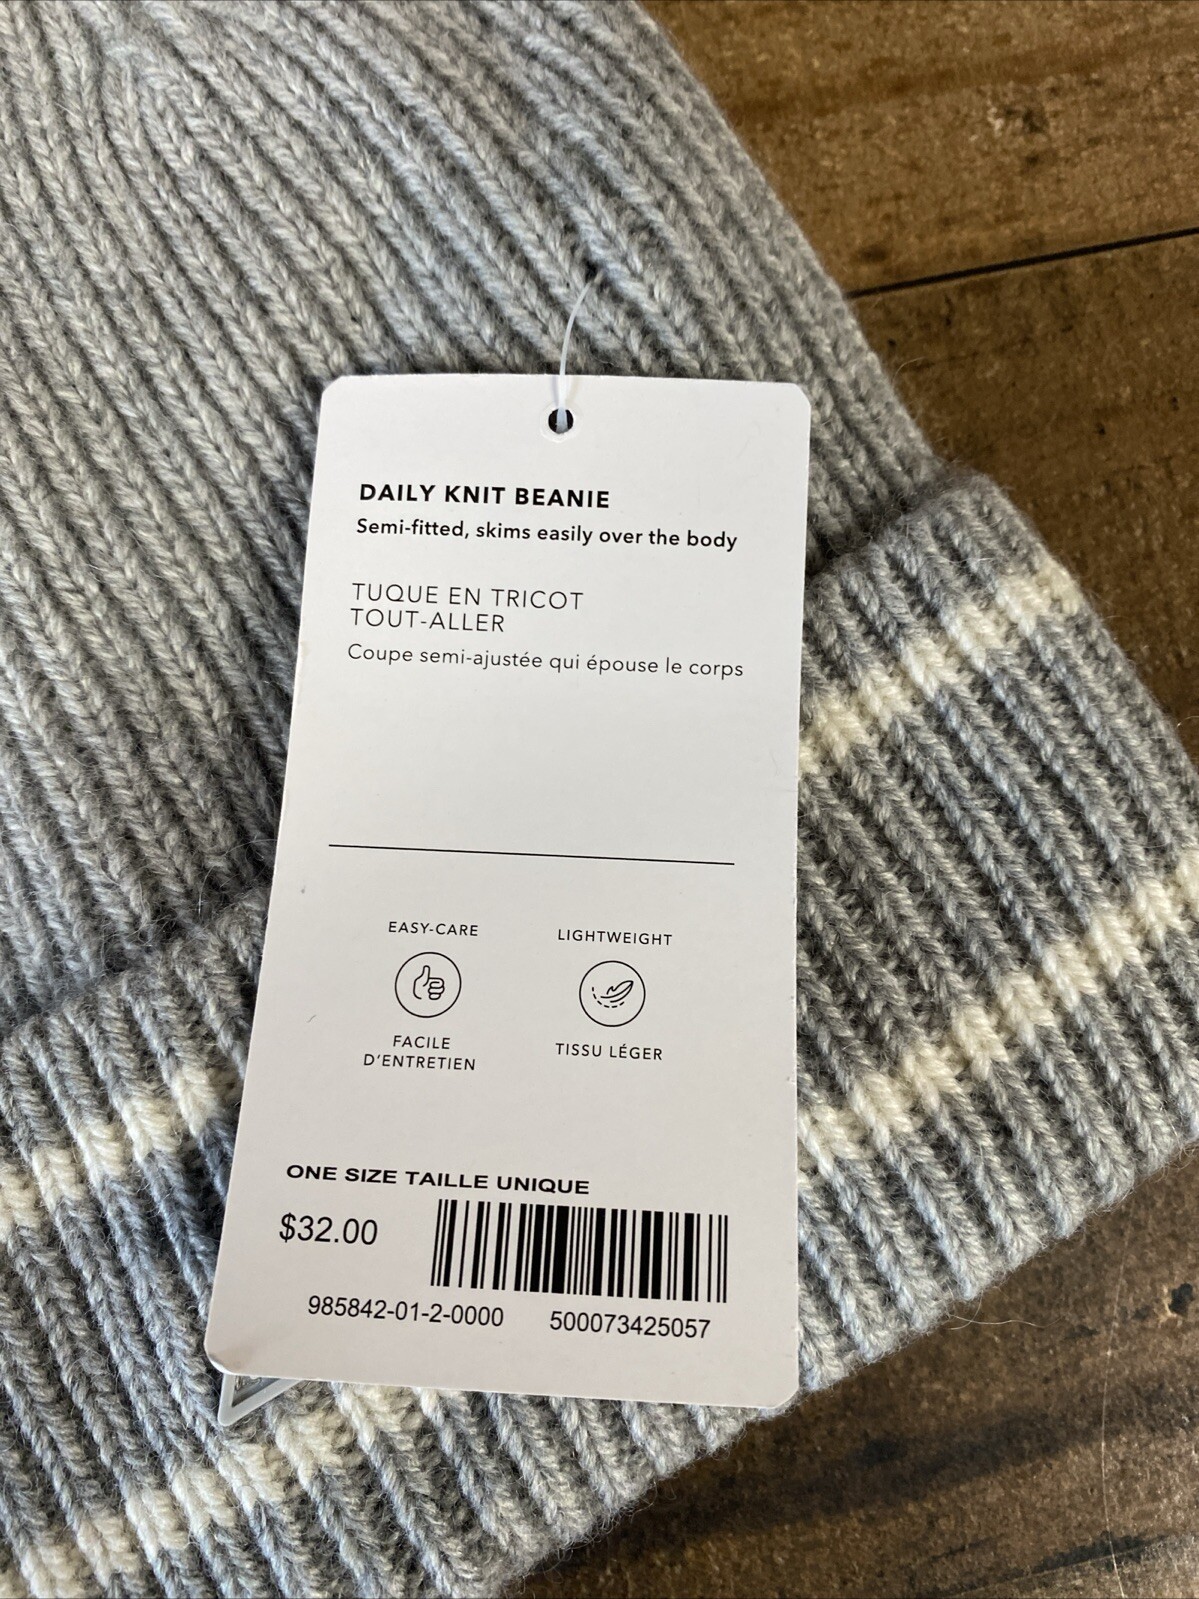 DAILY KNIT BEANIE
Semi-fitted, skims easily over the body
TUQUE EN TRICOT
TOUT-ALLER
Coupe semi-ajustée qui épouse le corps
EASY-CARE
FACILE
D'ENTRETIEN
LIGHTWEIGHT
TISSU LÉGER
ONE SIZE TAILLE UNIQUE
$32.00
985842-01-2-0000 500073425057